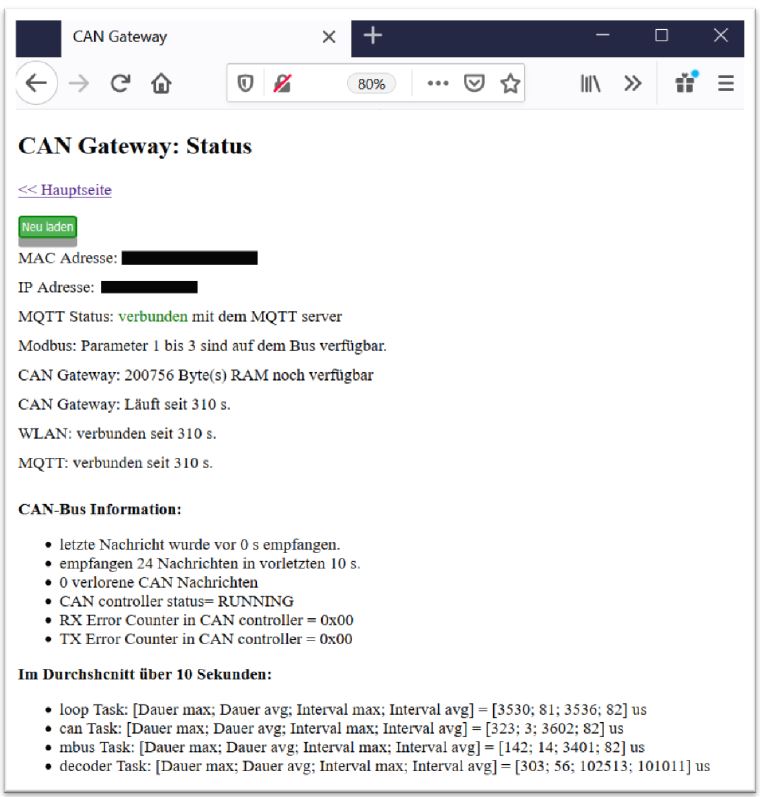 CAN Gateway
80%
CAN Gateway: Status
<< Hauptseite
Neu laden
MAC Adresse:
IP Adresse:
MQTT Status: verbunden mit dem MQTT server
Modbus: Parameter 1 bis 3 sind auf dem Bus verfügbar.
CAN Gateway: 200756 Byte(s) RAM noch verfügbar
CAN Gateway: Läuft seit 310 s.
WLAN: verbunden seit 310 s.
MQTT: verbunden seit 310 s.
CAN-Bus Information:
• letzte Nachricht wurde vor 0 s empfangen.
• empfangen 24 Nachrichten in vorletzten 10 s.
• 0 verlorene CAN Nachrichten
• CAN controller status= RUNNING
• RX Error Counter in CAN controller = 0x00
• TX Error Counter in CAN controller = 0x00
Im Durchshcnitt über 10 Sekunden:
• loop Task: [Dauer max; Dauer avg; Interval max; Interval avg] = [3530; 81; 3536; 82] us
• can Task: [Dauer max; Dauer avg; Interval max; Interval avg] = [323; 3; 3602; 82] us
• mbus Task: [Dauer max; Dauer avg; Interval max; Interval avg] = [142; 14; 3401; 82] us
• decoder Task: [Dauer max; Dauer avg; Interval max; Interval avg] = [303; 56; 102513; 101011] us